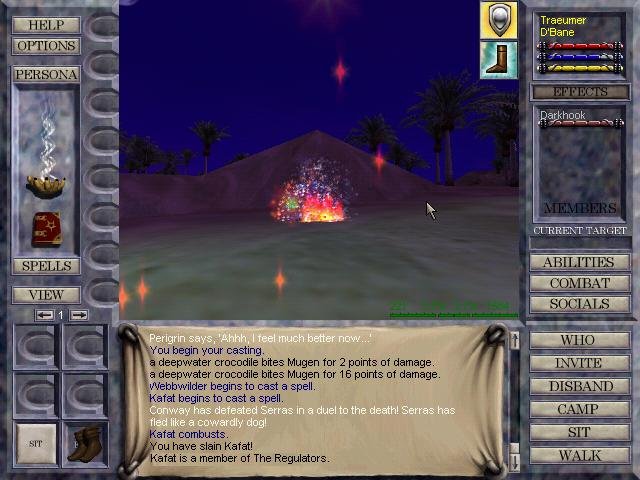 HELP
OPTIONS
PERSONA
SPELLS
VIEW
1
SIT
Traeumer
D'Bane
EFFECTS
Darkhook
MEMBERS
CURRENT TARGET
ABILITIES
COMBAT
SOCIALS
WHO
INVITE
DISBAND
CAMP
SIT
WALK
Perigrin says, 'Ahhh, I feel much better now...'
You begin your casting.
a deepwater crocodile bites Mugen for 2 points of damage.
a deepwater crocodile bites Mugen for 16 points of damage.
Webbwilder begins to cast a spell.
Kafat begins to cast a spell.
Conway has defeated Serras in a duel to the death! Serras has
fled like a cowardly dog!
Kafat combusts.
You have slain Kafat!
Kafat is a member of The Regulators.